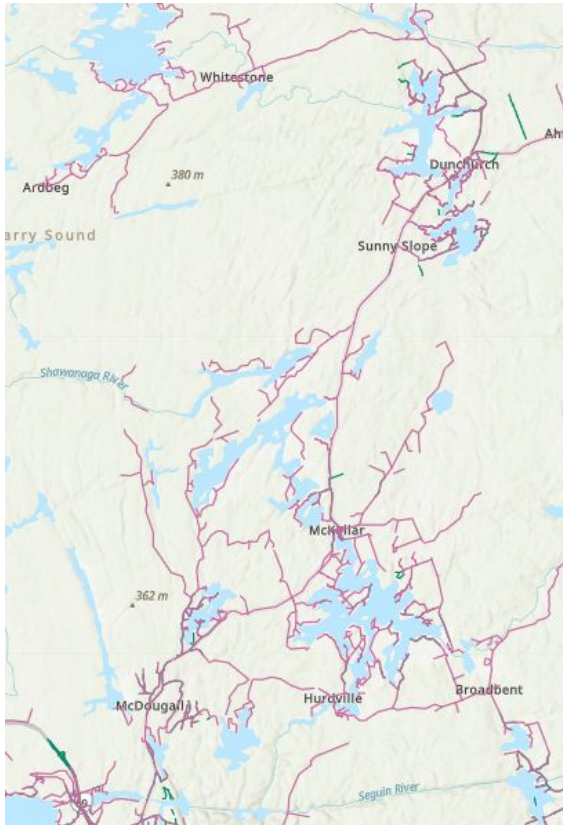 Whitestone
Dunchurch
Ah
Ardbeg
380 m
arry Sound
Sunny Slope
Shawanaga River
McKellar
362 m
McDougall
Hurdville
Broadbent
Seguin River